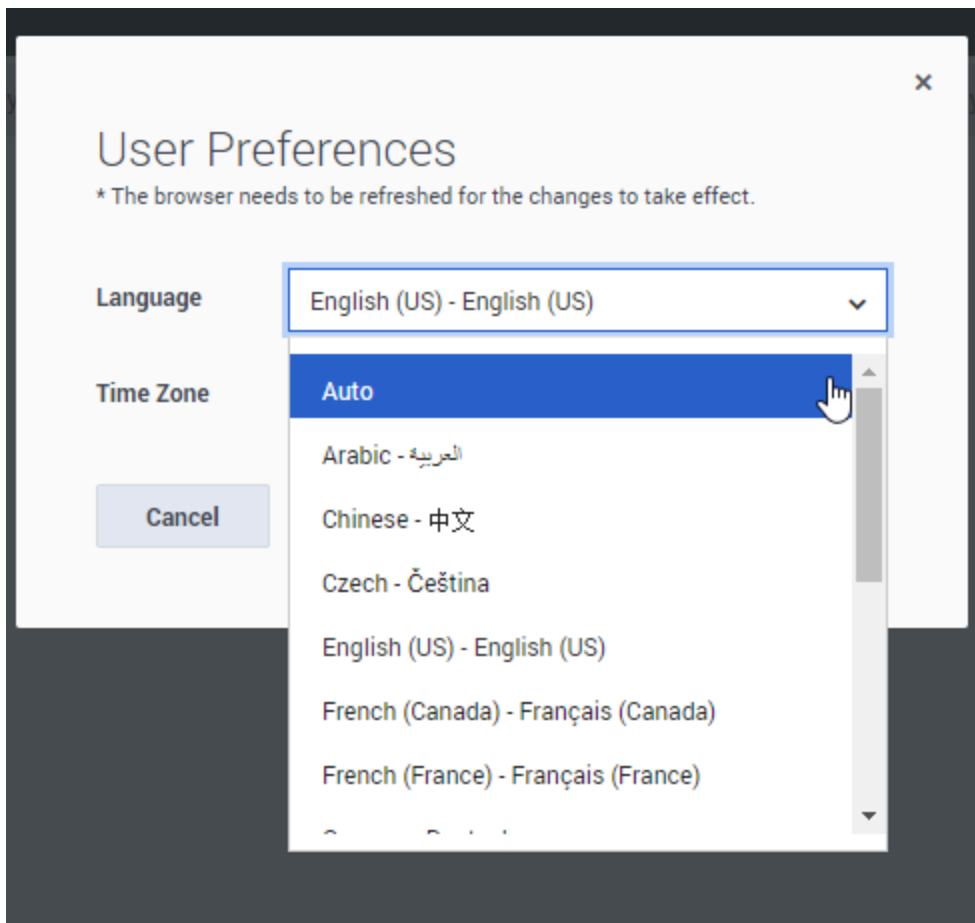 ×
User Preferences
* The browser needs to be refreshed for the changes to take effect.
Language
English (US) - English (US)
Time Zone
Auto
Arabic - العربية
Chinese - 中文
Cancel
Czech - Čeština
English (US) - English (US)
French (Canada) - Français (Canada)
French (France) - Français (France)